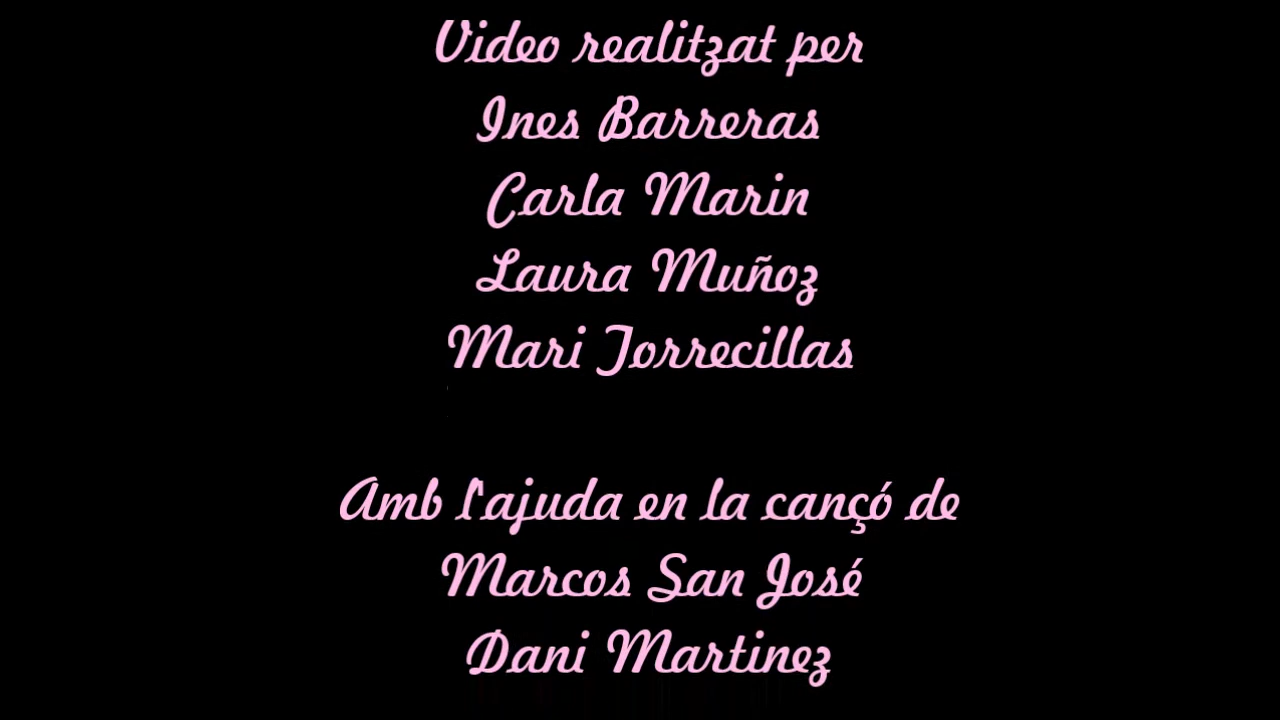 Video realitzat per
Ines Barreras
Carla Marin
Laura Muñoz
Mari Torrecillas
Amb l'ajuda en la cançó de
Marcos San José
Dani Martinez